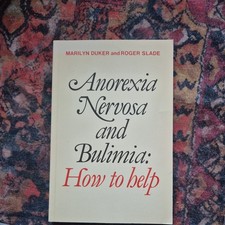 MARILYN DUKER and ROGER SLADE
Anorexia
Nervosa
and
Bulimia:
How to help